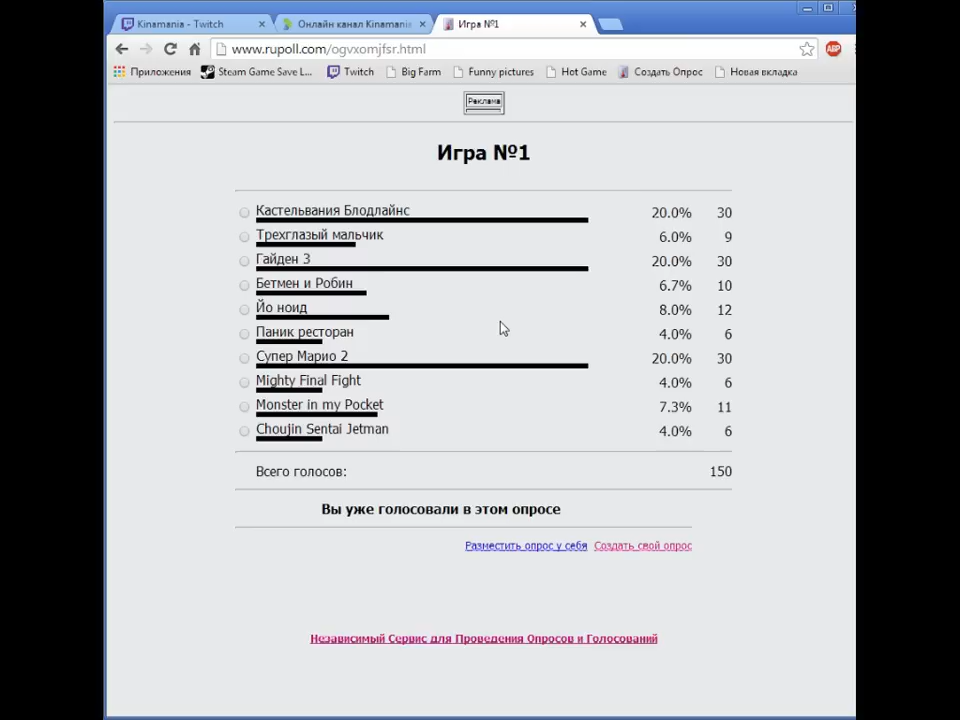 Kinamania - Twitch
Онлайн канал Kinamanie
Игра №1
www.rupoll.com/ogvxomjfsr.html
ABP
Приложения Steam Game Save L... Twitch Big Farm Funny pictures Hot Game Создать Опрос Новая вкладка
Реклама
Игра №1
Кастельвания Блодлайнс 20.0% 30
Трехглазый мальчик 6.0% 9
Гайден 3 20.0% 30
Бетмен и Робин 6.7% 10
Йо ноид 8.0% 12
Паник ресторан 4.0% 6
Супер Марио 2 20.0% 30
Mighty Final Fight 4.0% 6
Monster in my Pocket 7.3% 11
Choujin Sentai Jetman 4.0% 6
Всего голосов: 150
Вы уже голосовали в этом опросе
Разместить опрос у себя Создать свой опрос
Независимый Сервис для Проведения Опросов и Голосований